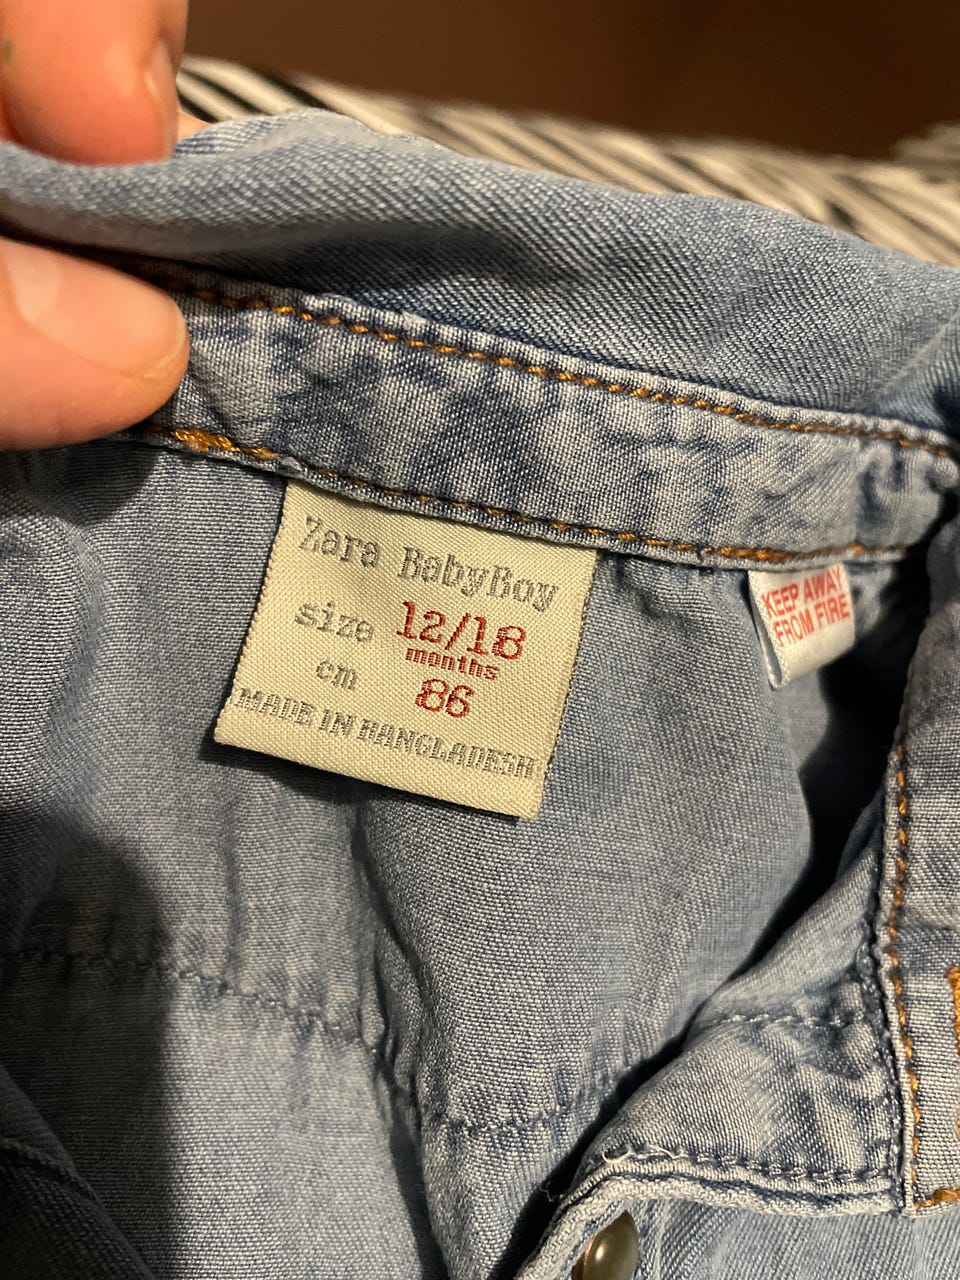 Zara BabyBoy
size 12/18
months
cm 86
MADE IN BANGLADESH
KEEP AWAY
FROM FIRE